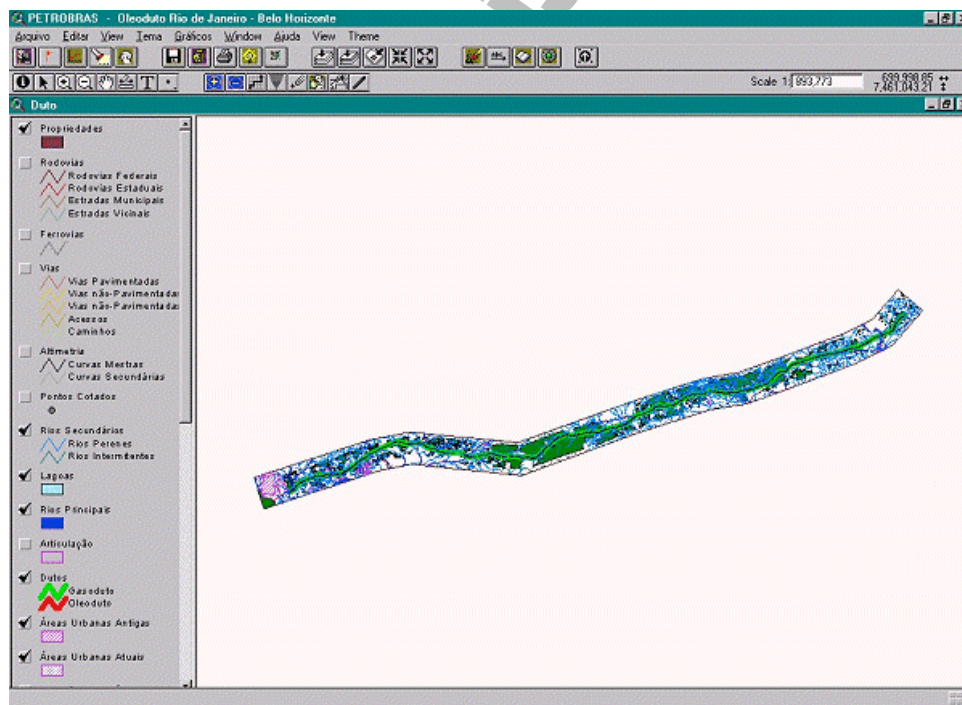 PETROBRAS - Oleoduto Rio de Janeiro - Belo Horizonte
Arquivo Editar View Tema Gráficos Window Ajuda View Theme
Scale 1: 893,773
699,998.85
7,461,043.21
Duto
Propriedades
Rodovias
Rodovias Federais
Rodovias Estaduais
Estradas Municipais
Estradas Vicinais
Ferrovias
Vias
Vias Pavimentadas
Vias não-Pavimentadas
Vias não-Pavimentadas
Acessos
Caminhos
Altimetria
Curvas Mestras
Curvas Secundárias
Pontos Cotados
Rios Secundários
Rios Perenes
Rios Intermitentes
Lagoas
Rios Principais
Articulação
Dutos
Gasoduto
Oleoduto
Áreas Urbanas Antigas
Áreas Urbanas Atuais